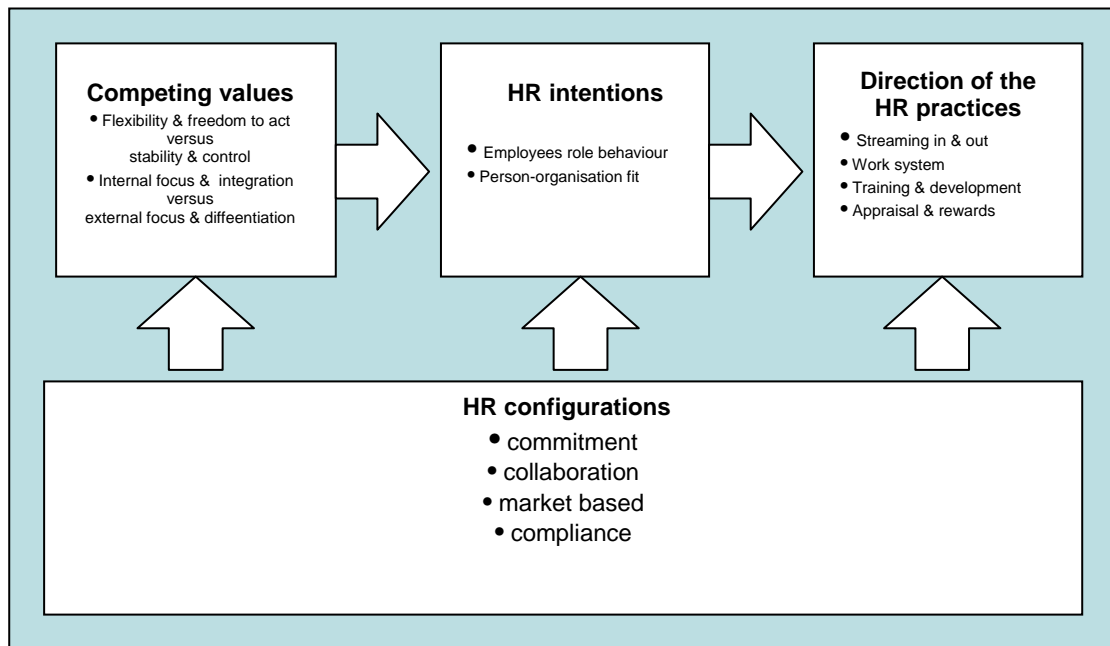 Competing values
• Flexibility & freedom to act
versus
stability & control
• Internal focus & integration
versus
external focus & diffeentiation
HR intentions
• Employees role behaviour
• Person-organisation fit
Direction of the
HR practices
• Streaming in & out
• Work system
• Training & development
• Appraisal & rewards
HR configurations
• commitment
• collaboration
• market based
• compliance